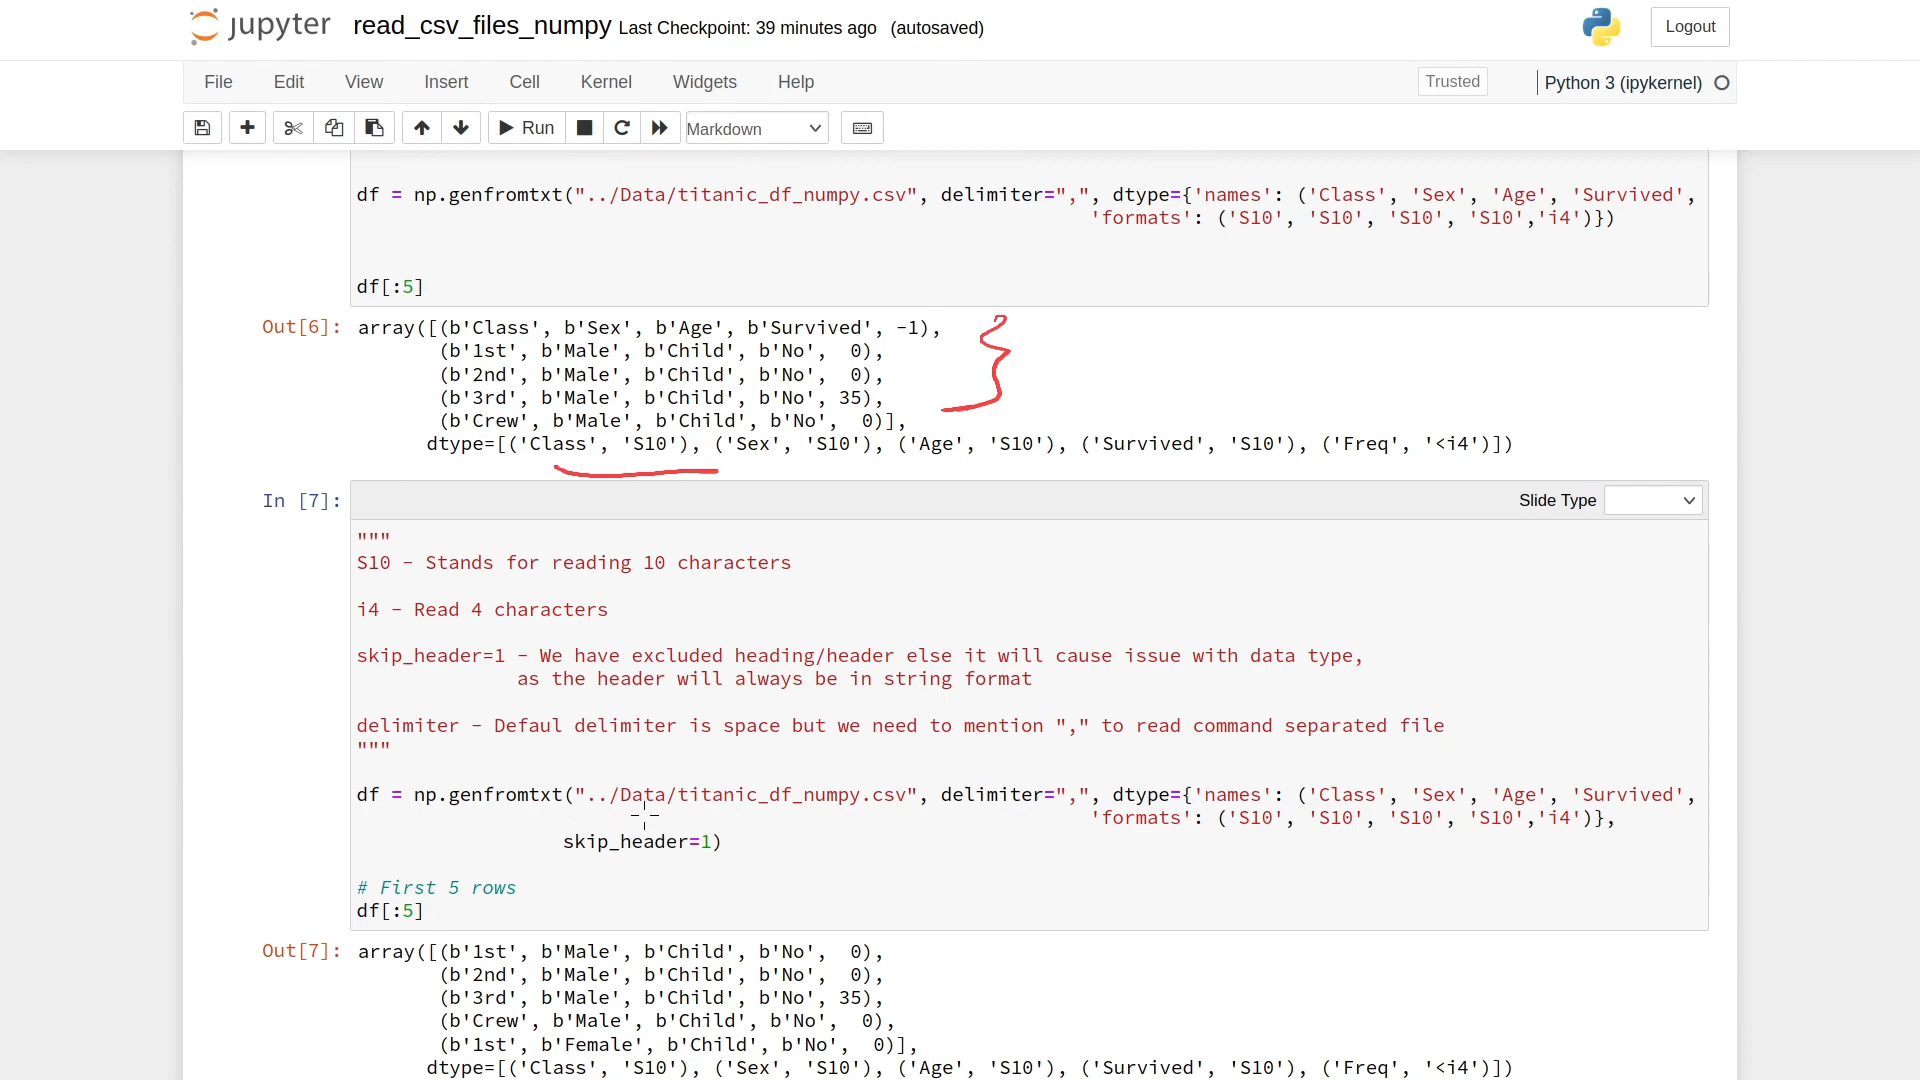 jupyter read_csv_files_numpy Last Checkpoint: 39 minutes ago (autosaved) Logout
File Edit View Insert Cell Kernel Widgets Help Trusted Python 3 (ipykernel)
Run Markdown
df = np.genfromtxt("../Data/titanic_df_numpy.csv", delimiter=",", dtype={'names': ('Class', 'Sex', 'Age', 'Survived',
'formats': ('S10', 'S10', 'S10', 'S10','i4')})
df[:5]
Out[6]: array([(b'Class', b'Sex', b'Age', b'Survived', -1),
(b'1st', b'Male', b'Child', b'No', 0),
(b'2nd', b'Male', b'Child', b'No', 0),
(b'3rd', b'Male', b'Child', b'No', 35),
(b'Crew', b'Male', b'Child', b'No', 0)],
dtype=[('Class', 'S10'), ('Sex', 'S10'), ('Age', 'S10'), ('Survived', 'S10'), ('Freq', '<i4')])
In [7]: Slide Type
"""
S10 - Stands for reading 10 characters
i4 - Read 4 characters
skip_header=1 - We have excluded heading/header else it will cause issue with data type,
as the header will always be in string format
delimiter - Defaul delimiter is space but we need to mention "," to read command separated file
"""
df = np.genfromtxt("../Data/titanic_df_numpy.csv", delimiter=",", dtype={'names': ('Class', 'Sex', 'Age', 'Survived',
'formats': ('S10', 'S10', 'S10', 'S10','i4')},
skip_header=1)
# First 5 rows
df[:5]
Out[7]: array([(b'1st', b'Male', b'Child', b'No', 0),
(b'2nd', b'Male', b'Child', b'No', 0),
(b'3rd', b'Male', b'Child', b'No', 35),
(b'Crew', b'Male', b'Child', b'No', 0),
(b'1st', b'Female', b'Child', b'No', 0)],
dtype=[('Class', 'S10'), ('Sex', 'S10'), ('Age', 'S10'), ('Survived', 'S10'), ('Freq', '<i4')])